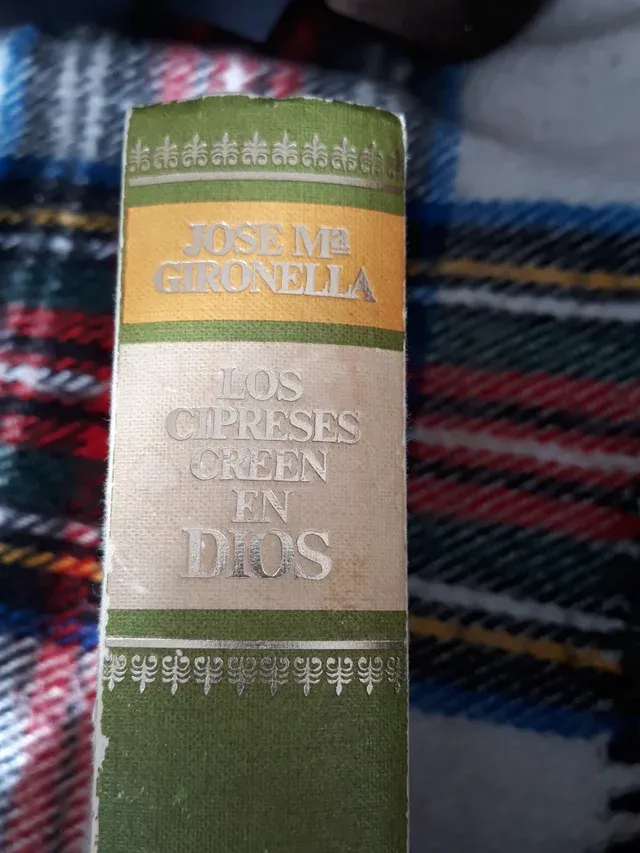 JOSE Mª
GIRONELLA
LOS
CIPRESES
CREEN
EN
DIOS